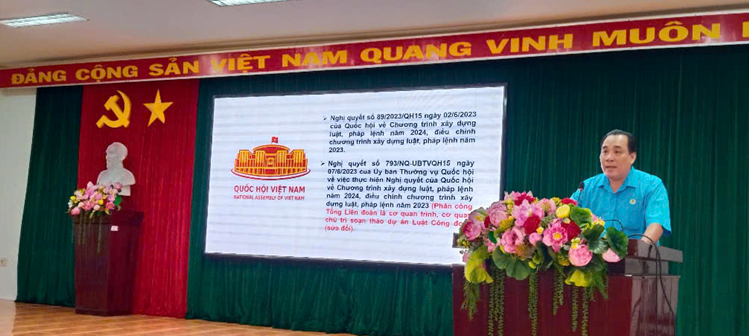 ĐẢNG CỘNG SẢN VIỆT NAM QUANG VINH MUÔN N
➢ Nghị quyết số 89/2023/QH15 ngày 02/6/2023
của Quốc hội về Chương trình xây dựng
luật, pháp lệnh năm 2024, điều chỉnh
chương trình xây dựng luật, pháp lệnh năm
2023.
➢ Nghị quyết số 793/NQ-UBTVQH15 ngày
07/6/2023 của Ủy ban Thường vụ Quốc hội
về việc thực hiện Nghị quyết của Quốc hội
về Chương trình xây dựng luật, pháp lệnh
năm 2024, điều chỉnh chương trình xây
dựng luật, pháp lệnh năm 2023 (Phân công
Tổng Liên đoàn là cơ quan trình, cơ quan
chủ trì soạn thảo dự án Luật Công đo
(sửa đổi).
QUỐC HỘI VIỆT NAM
NATIONAL ASSEMBLY OF VIET NAM